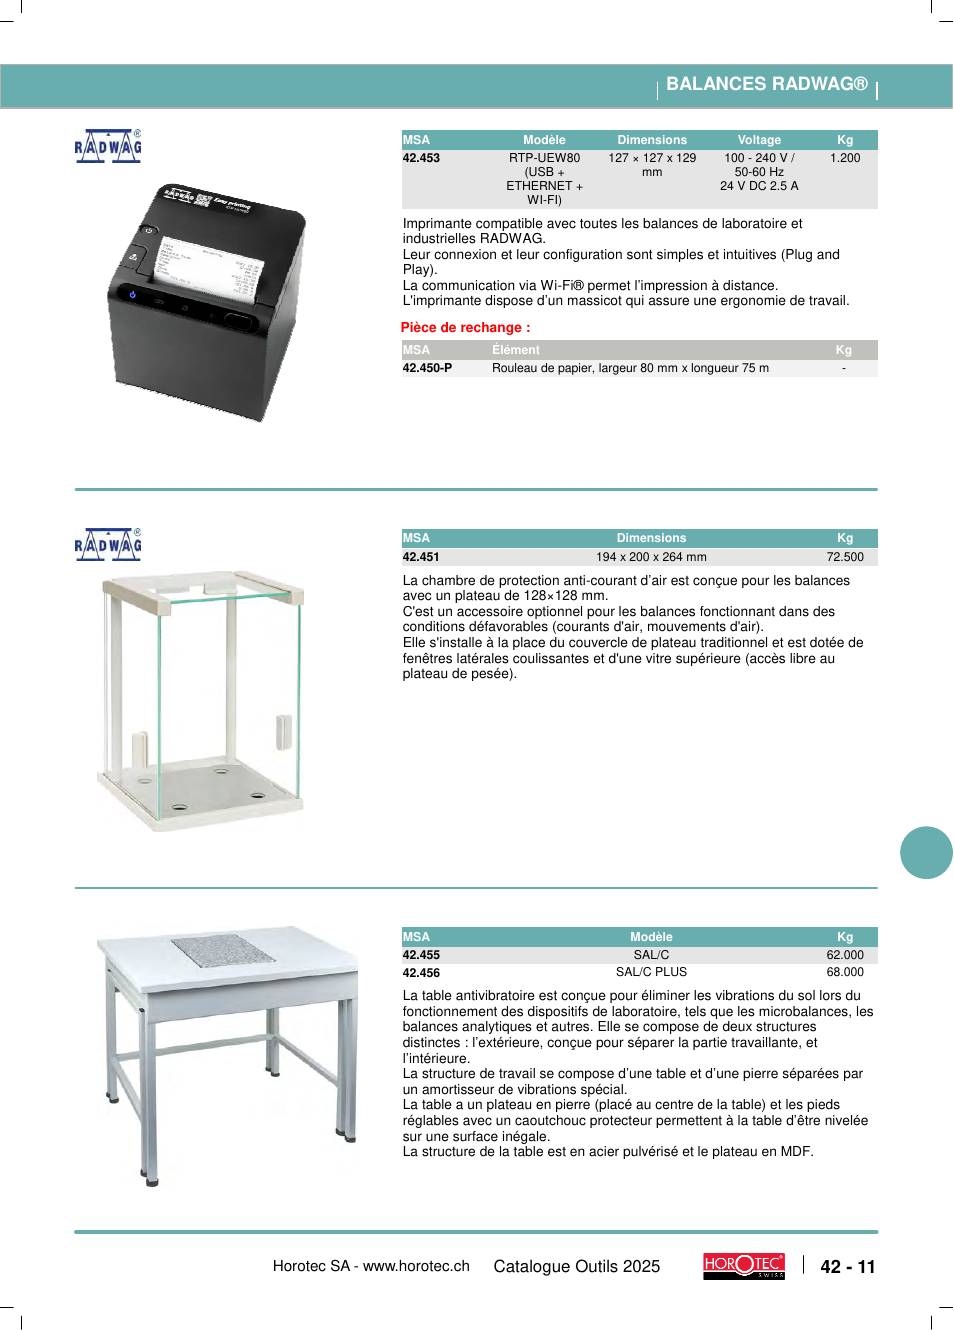 BALANCES RADWAG®
RADWAG®
MSA Modèle Dimensions Voltage Kg
42.453 RTP-UEW80 127 × 127 x 129 100 - 240 V / 1.200
(USB + mm 50-60 Hz
ETHERNET + 24 V DC 2.5 A
WI-FI)
RADWAG
Easy printing
Imprimante compatible avec toutes les balances de laboratoire et
industrielles RADWAG.
Leur connexion et leur configuration sont simples et intuitives (Plug and
Play).
La communication via Wi-Fi® permet l’impression à distance.
L'imprimante dispose d’un massicot qui assure une ergonomie de travail.
Pièce de rechange :
MSA Élément Kg
42.450-P Rouleau de papier, largeur 80 mm x longueur 75 m -
RADWAG®
MSA Dimensions Kg
42.451 194 x 200 x 264 mm 72.500
La chambre de protection anti-courant d’air est conçue pour les balances
avec un plateau de 128×128 mm.
C'est un accessoire optionnel pour les balances fonctionnant dans des
conditions défavorables (courants d'air, mouvements d'air).
Elle s'installe à la place du couvercle de plateau traditionnel et est dotée de
fenêtres latérales coulissantes et d'une vitre supérieure (accès libre au
plateau de pesée).
MSA Modèle Kg
42.455 SAL/C 62.000
42.456 SAL/C PLUS 68.000
La table antivibratoire est conçue pour éliminer les vibrations du sol lors du
fonctionnement des dispositifs de laboratoire, tels que les microbalances, les
balances analytiques et autres. Elle se compose de deux structures
distinctes : l’extérieure, conçue pour séparer la partie travaillante, et
l’intérieure.
La structure de travail se compose d’une table et d’une pierre séparées par
un amortisseur de vibrations spécial.
La table a un plateau en pierre (placé au centre de la table) et les pieds
réglables avec un caoutchouc protecteur permettent à la table d’être nivelée
sur une surface inégale.
La structure de la table est en acier pulvérisé et le plateau en MDF.
Horotec SA - www.horotec.ch Catalogue Outils 2025 HOROTEC® SWISS 42 - 11